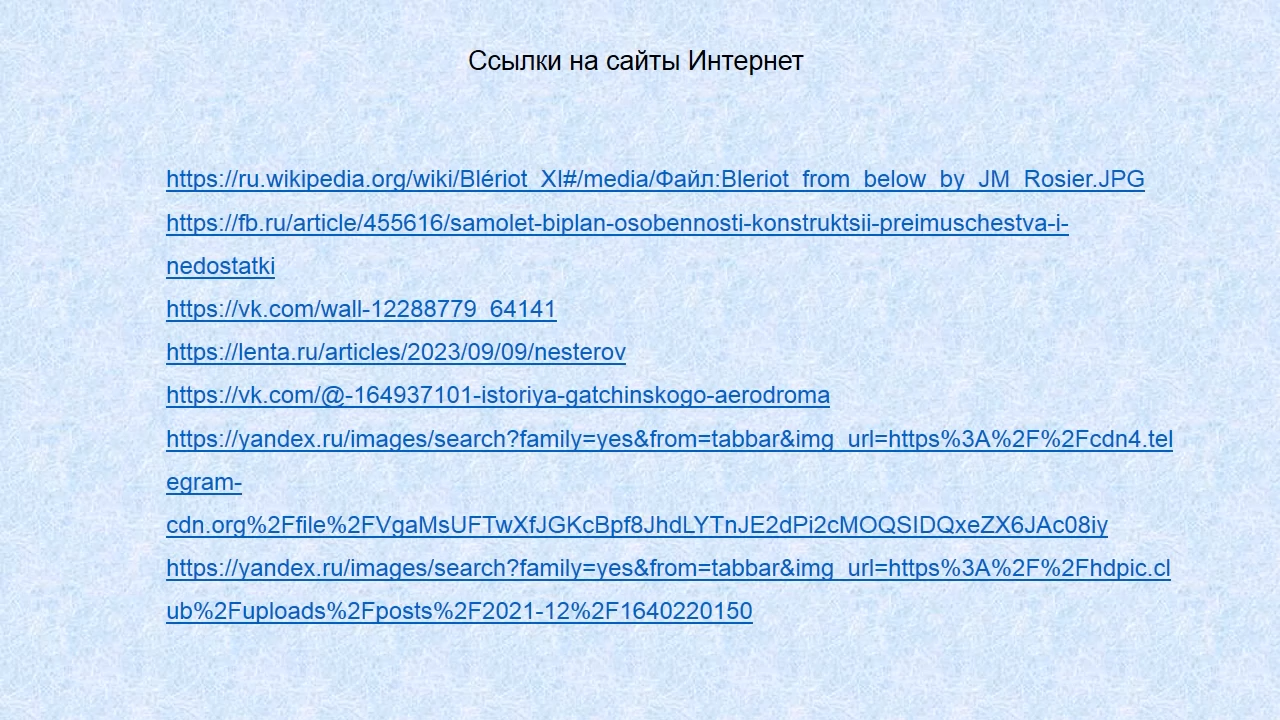 Ссылки на сайты Интернет
https://ru.wikipedia.org/wiki/Blériot_XI#/media/Файл:Bleriot_from_below_by_JM_Rosier.JPG
https://fb.ru/article/455616/samolet-biplan-osobennosti-konstruktsii-preimuschestva-i-
nedostatki
https://vk.com/wall-12288779_64141
https://lenta.ru/articles/2023/09/09/nesterov
https://vk.com/@-164937101-istoriya-gatchinskogo-aerodroma
https://yandex.ru/images/search?family=yes&from=tabbar&img_url=https%3A%2F%2Fcdn4.tel
egram-
cdn.org%2Ffile%2FVgaMsUFTwXfJGKcBpf8JhdLYTnJE2dPi2cMOQSIDQxeZX6JAc08iy
https://yandex.ru/images/search?family=yes&from=tabbar&img_url=https%3A%2F%2Fhdpic.cl
ub%2Fuploads%2Fposts%2F2021-12%2F1640220150